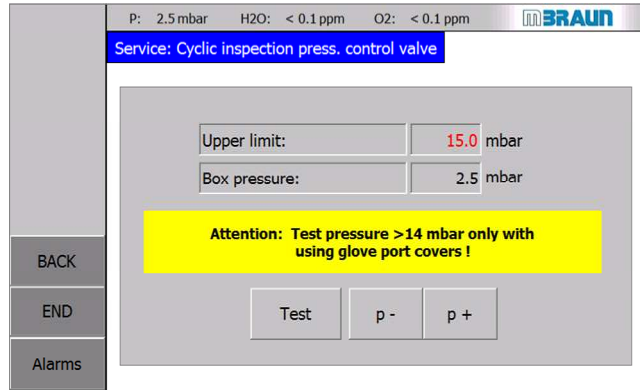 P: 2.5 mbar H2O: < 0.1 ppm O2: < 0.1 ppm MBRAUN
Service: Cyclic inspection press. control valve
Upper limit: 15.0 mbar
Box pressure: 2.5 mbar
Attention: Test pressure >14 mbar only with
using glove port covers !
BACK
END
Test p - p +
Alarms